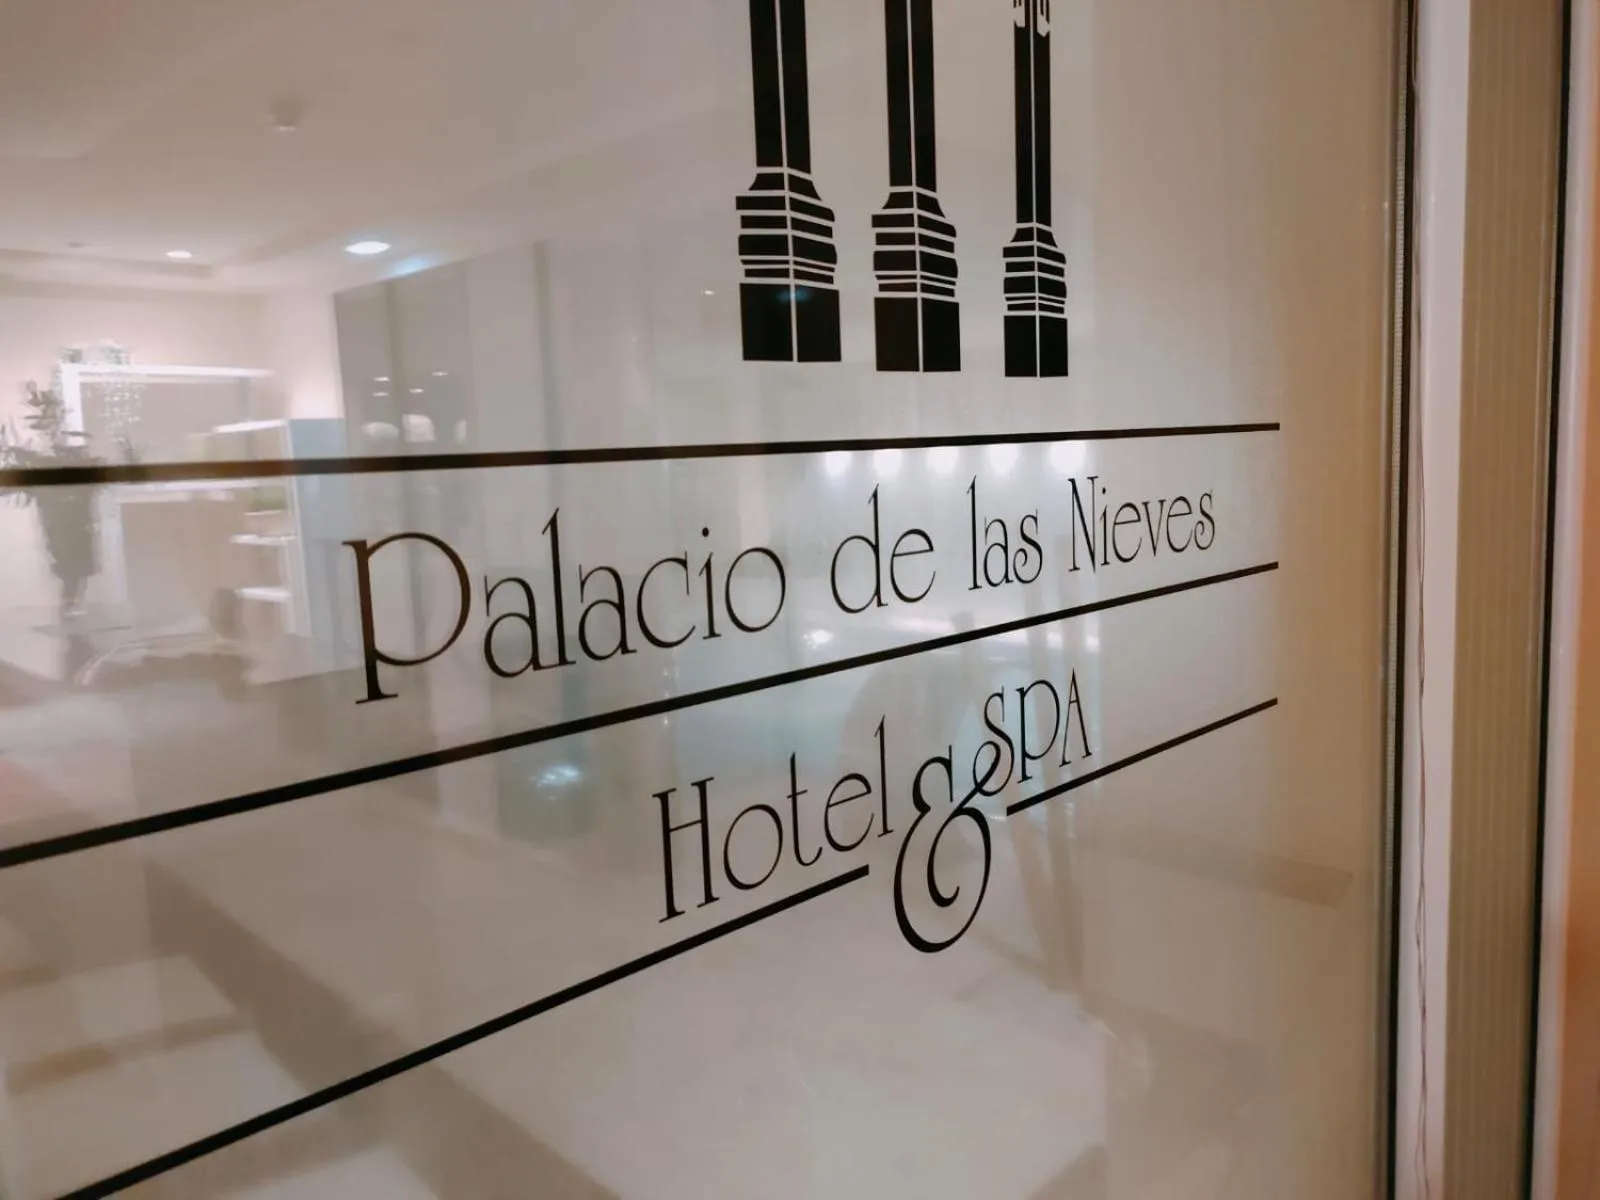 Palacio de las Nieves
Hotel & SPA